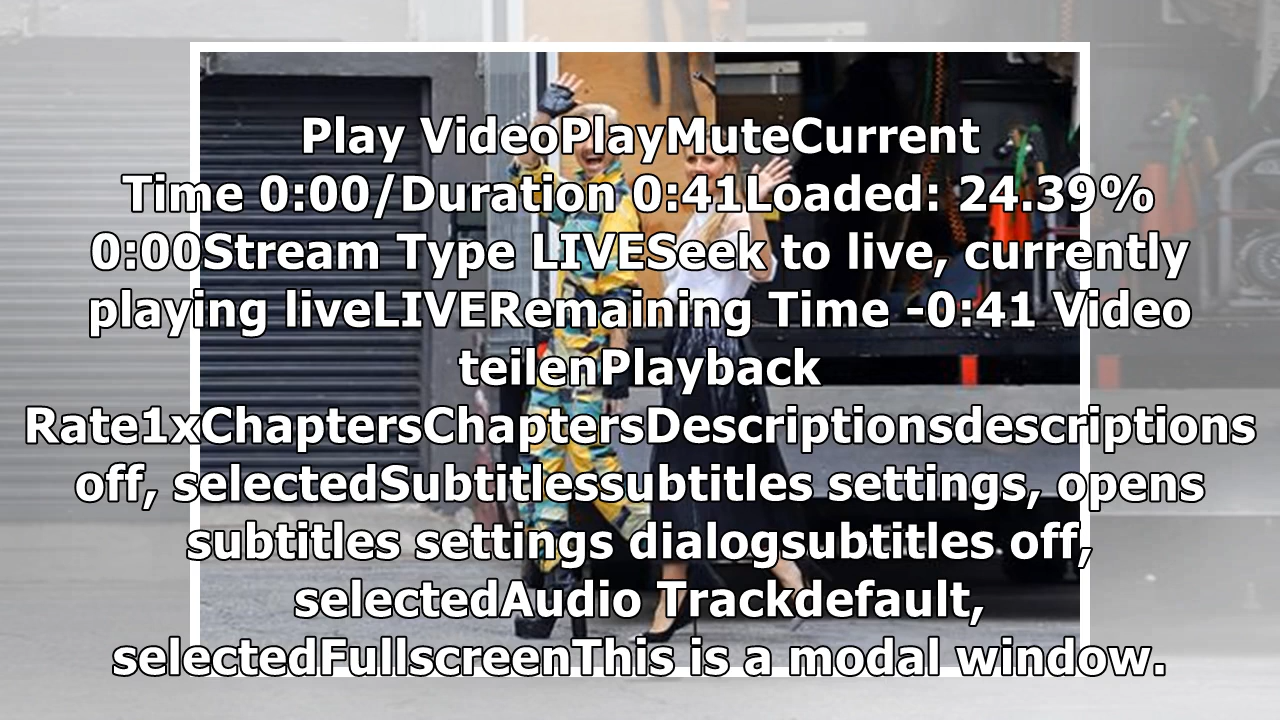 Play VideoPlayMuteCurrent
Time 0:00/Duration 0:41Loaded: 24.39%
0:00Stream Type LIVESeek to live, currently
playing liveLIVERemaining Time -0:41 Video
teilenPlayback
Rate1xChaptersChaptersDescriptionsdescriptions
off, selectedSubtitlessubtitles settings, opens
subtitles settings dialogsubtitles off,
selectedAudio Trackdefault,
selectedFullscreenThis is a modal window.